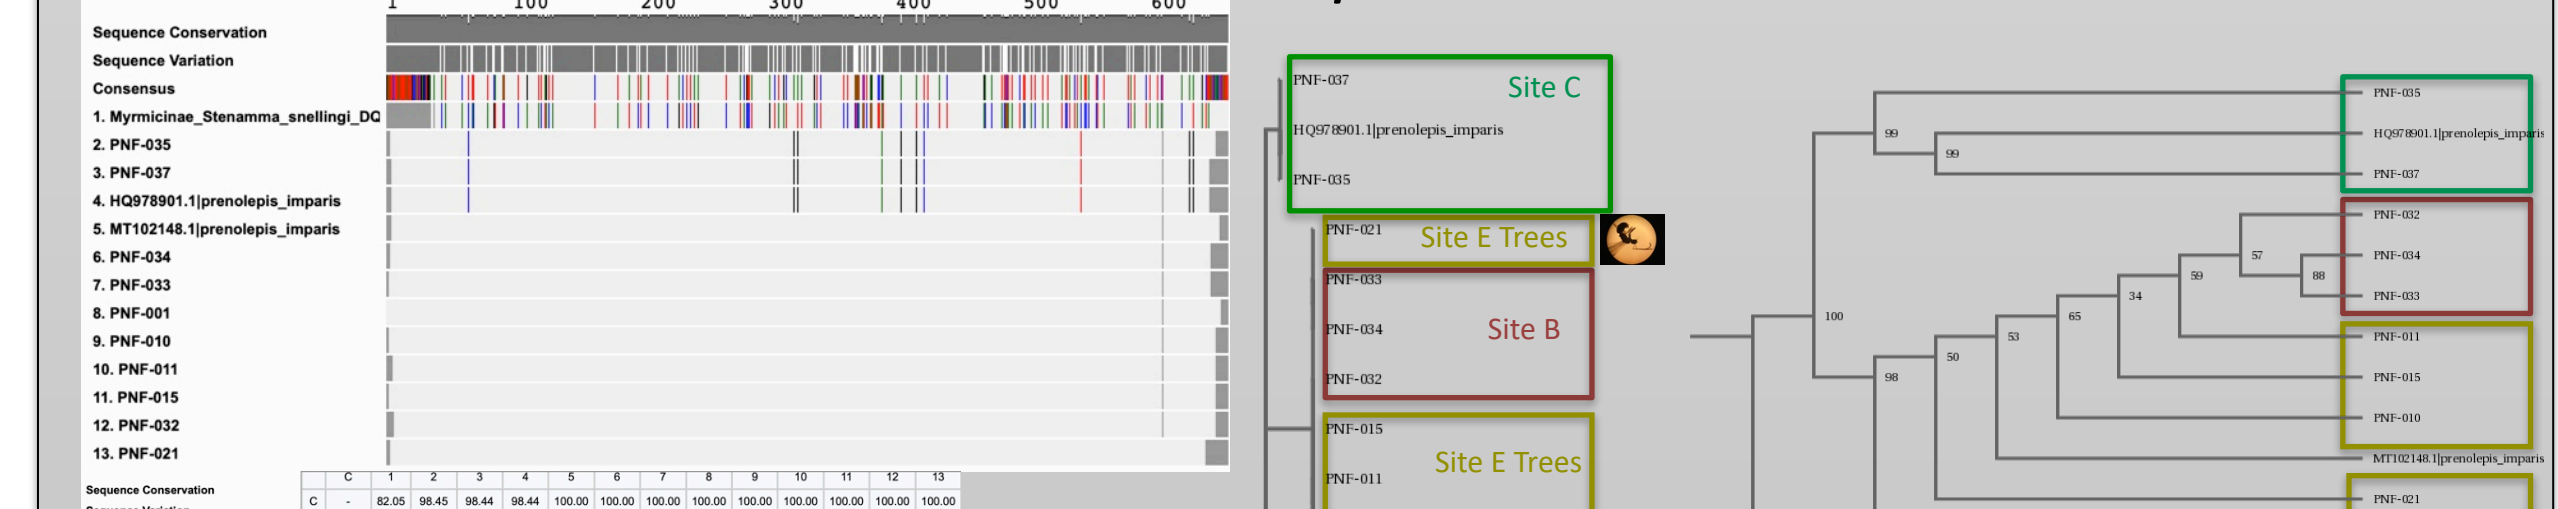 1 100 200 300 400 500 600
Sequence Conservation
Sequence Variation
Consensus
1. Myrmicinae_Stenamma_snellingi_DQ
2. PNF-035
3. PNF-037
4. HQ978901.1|prenolepis_imparis
5. MT102148.1|prenolepis_imparis
6. PNF-034
7. PNF-033
8. PNF-001
9. PNF-010
10. PNF-011
11. PNF-015
12. PNF-032
13. PNF-021
C 1 2 3 4 5 6 7 8 9 10 11 12 13
Sequence Conservation
C - 82.05 98.45 98.44 98.44 100.00 100.00 100.00 100.00 100.00 100.00 100.00 100.00 100.00
Sequence Variation
PNF-037
Site C
HQ978901.1|prenolepis_imparis
PNF-035
PNF-021
Site E Trees
PNF-033
PNF-034
Site B
PNF-032
PNF-015
Site E Trees
PNF-011
PNF-035
99
HQ978901.1|prenolepis_imparis
99
PNF-037
PNF-032
57
PNF-034
59
88
34
PNF-033
100
65
53
PNF-011
50
98
PNF-015
PNF-010
MT102148.1|prenolepis_imparis
PNF-021